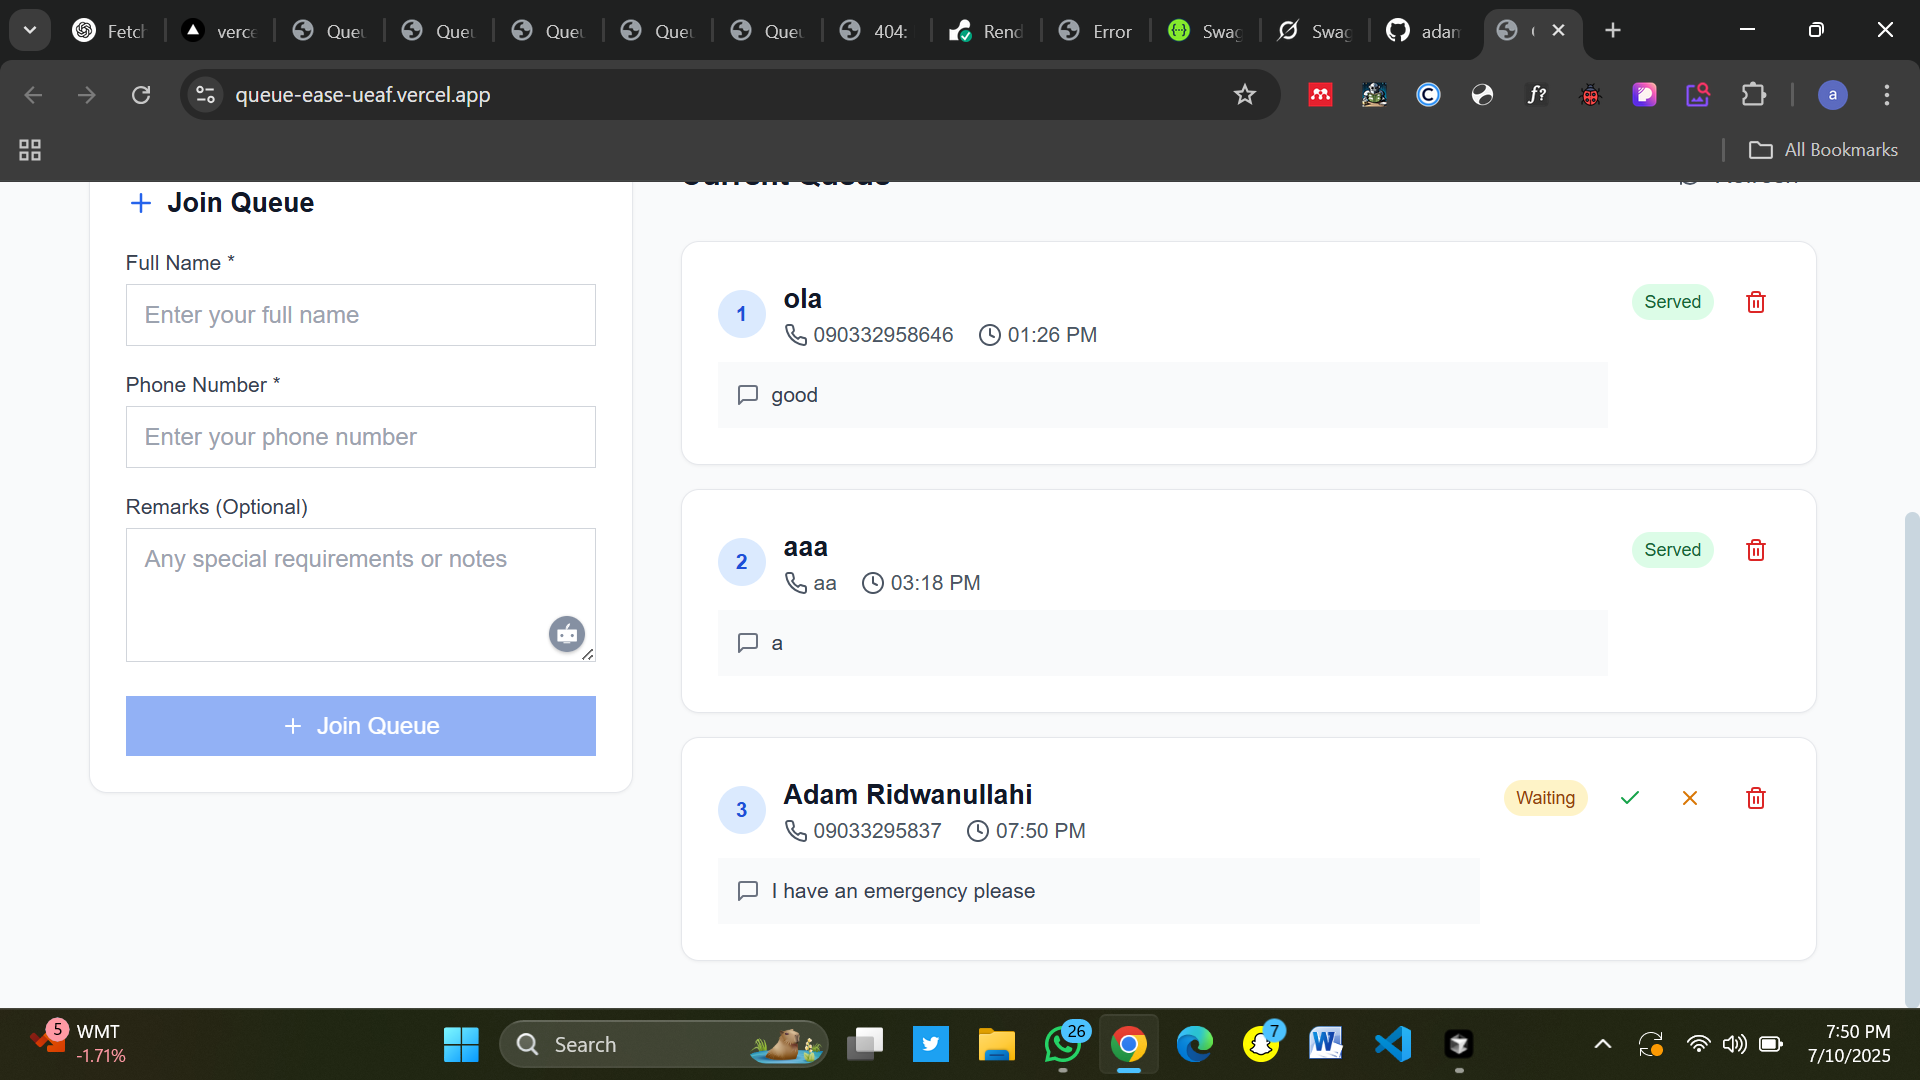 Fetch
verce
Queu
Queu
Queu
Queu
Queu
404:
Rend
Error
Swag
Swag
adam
queue-ease-ueaf.vercel.app
f?
a
All Bookmarks
Join Queue
Full Name *
Enter your full name
Phone Number *
Enter your phone number
Remarks (Optional)
Any special requirements or notes
Join Queue
Current Queue
Refresh
1
ola
090332958646
01:26 PM
good
Served
2
aaa
aa
03:18 PM
a
Served
3
Adam Ridwanullahi
09033295837
07:50 PM
I have an emergency please
Waiting
5
WMT
-1.71%
Search
26
7
7:50 PM
7/10/2025